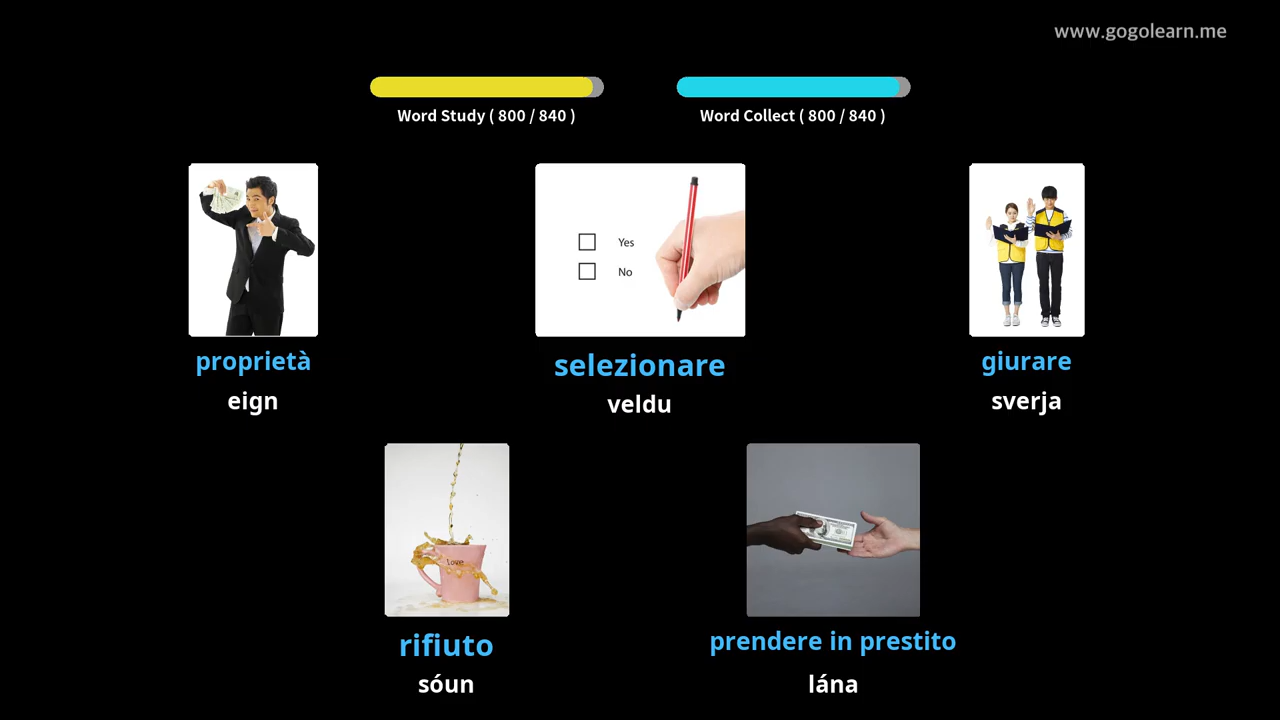 www.gogolearn.me
Word Study ( 800 / 840 )
Word Collect ( 800 / 840 )
Yes
No
proprietà
eign
selezionare
veldu
giurare
sverja
love
rifiuto
sóun
prendere in prestito
lána